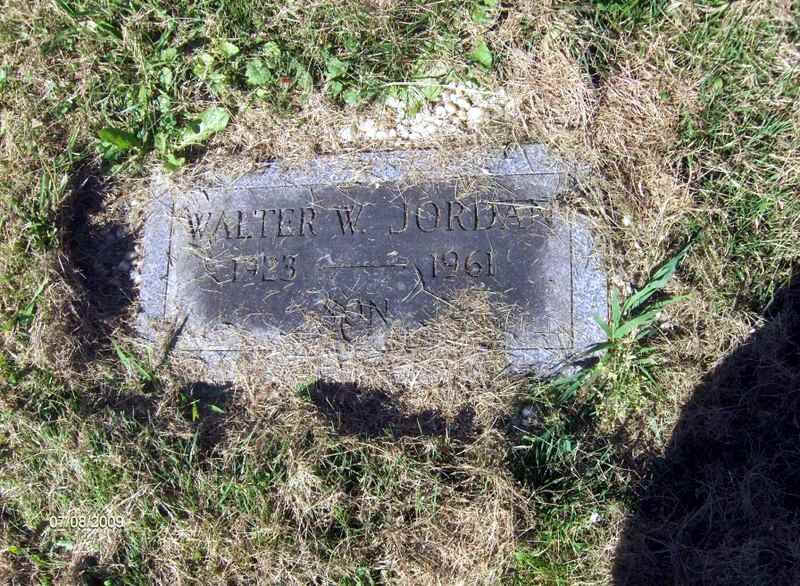 WALTER W. JORDAN
1923 — 1961
SON
07/08/2009